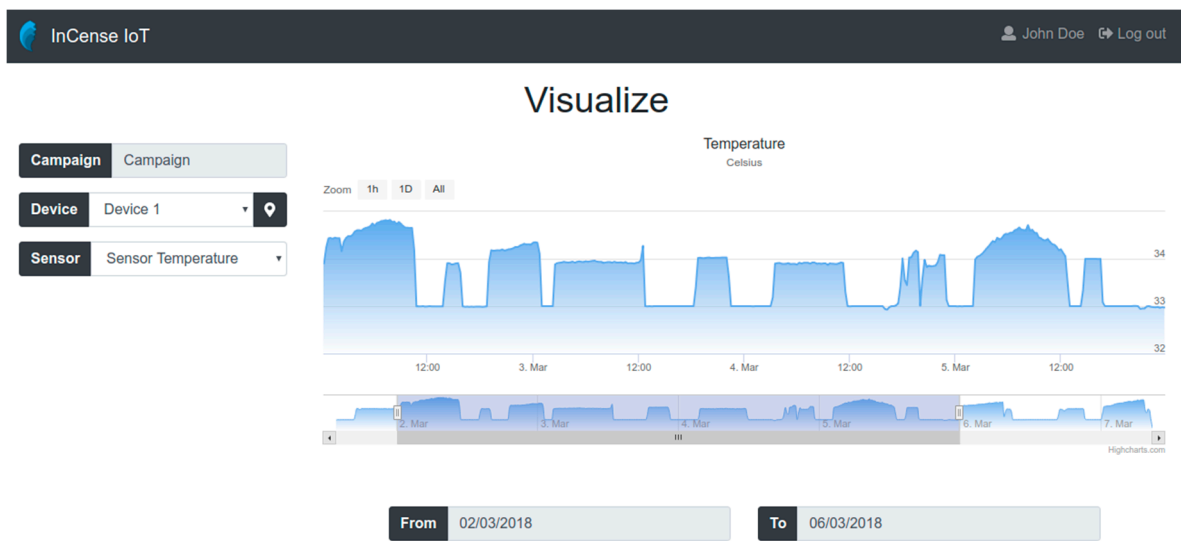 InCense IoT
John Doe
Log out
Visualize
Campaign
Campaign
Device
Device 1
Sensor
Sensor Temperature
Temperature
Celsius
Zoom
1h
1D
All
34
33
32
12:00
3. Mar
12:00
4. Mar
12:00
5. Mar
12:00
2. Mar
3. Mar
4. Mar
5. Mar
6. Mar
7. Mar
Highcharts.com
From
02/03/2018
To
06/03/2018